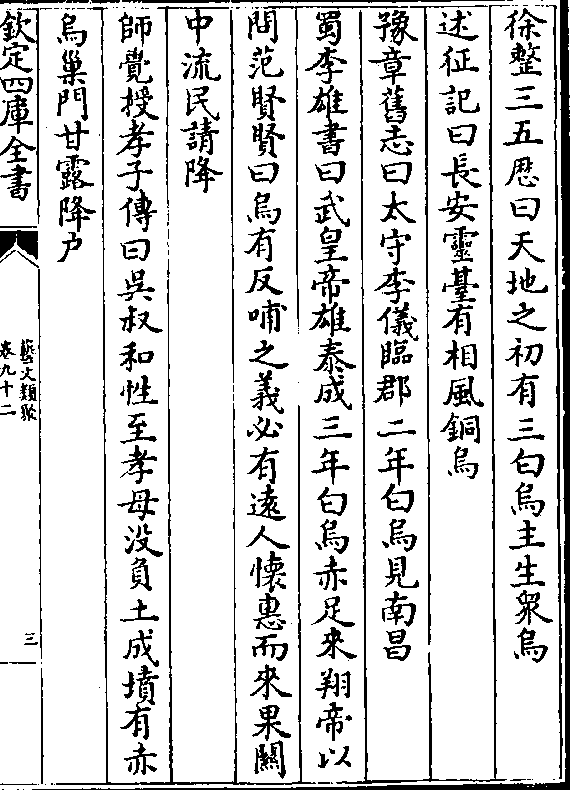 徐整三五厯曰天地之初有三白烏主生衆烏
述征記曰長安靈臺有相風銅烏
豫章舊志曰太守李儀臨郡二年白烏見南昌
蜀李雄書曰武皇帝雄泰成三年白烏赤足來翔帝以
問范賢賢曰烏有反哺之義必有遠人懷惠而來果關
中流民請降
師覺授孝子傳曰吳叔和性至孝母没負土成墳有赤
烏巢門甘露降户
欽定四庫全書
藝文類聚
卷九十二
三